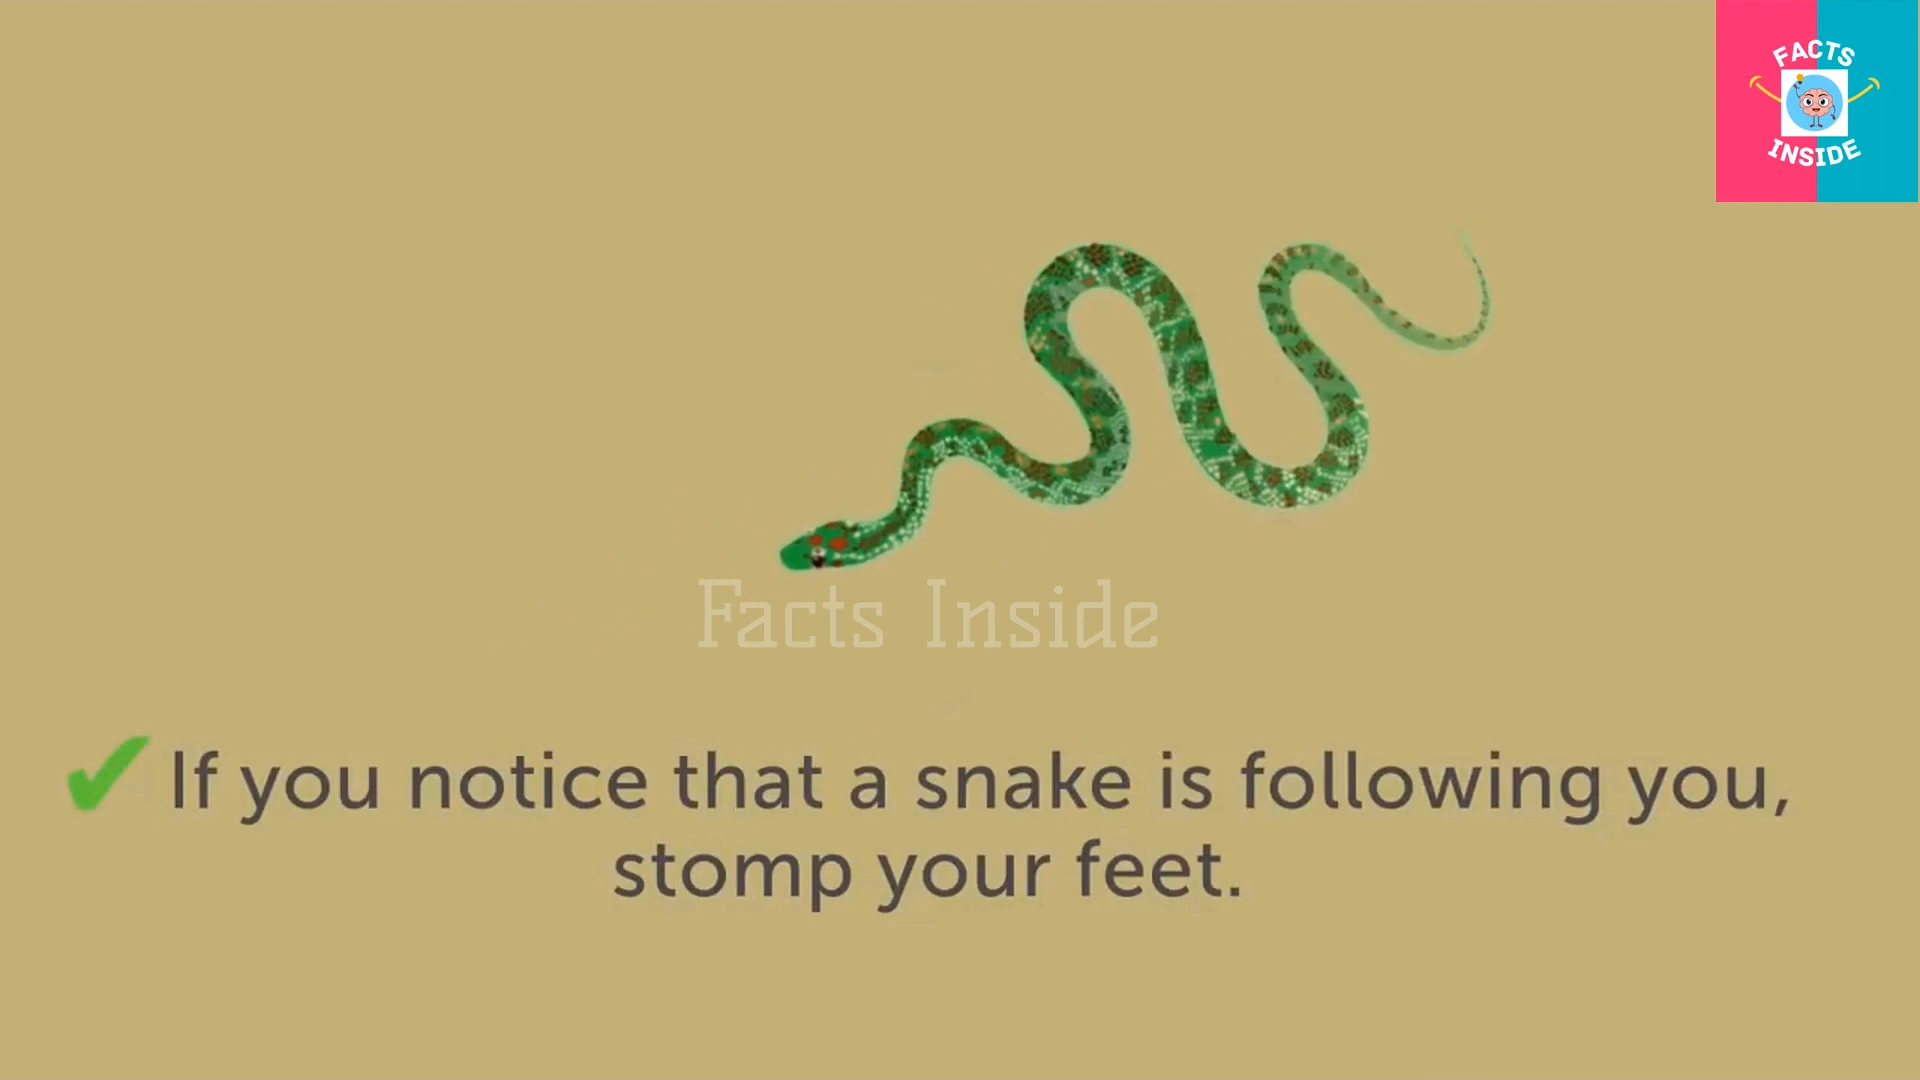 FACTS
INSIDE
Facts Inside
If you notice that a snake is following you,
stomp your feet.